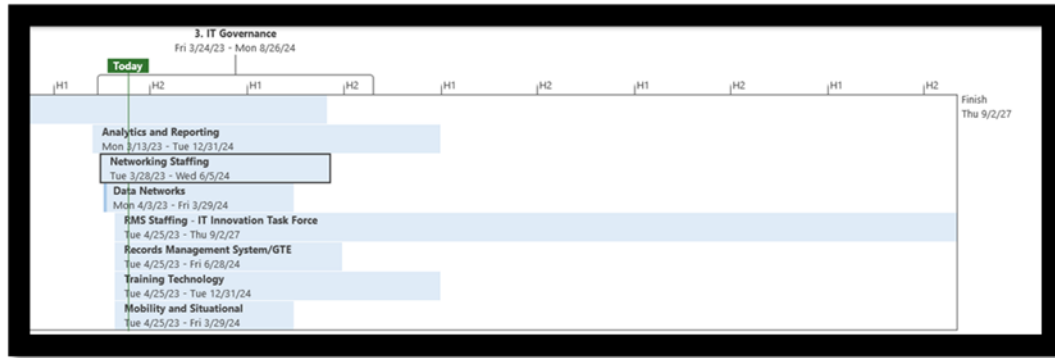 3. IT Governance
Fri 3/24/23 - Mon 8/26/24
Today
H1 H2 H1 H2 H1 H2 H1 H2 H1 H2
Finish
Thu 9/2/27
Analytics and Reporting
Mon 3/13/23 - Tue 12/31/24
Networking Staffing
Tue 3/28/23 - Wed 6/5/24
Data Networks
Mon 4/3/23 - Fri 3/29/24
RMS Staffing - IT Innovation Task Force
Tue 4/25/23 - Thu 9/2/27
Records Management System/GTE
Tue 4/25/23 - Fri 6/28/24
Training Technology
Tue 4/25/23 - Tue 12/31/24
Mobility and Situational
Tue 4/25/23 - Fri 3/29/24